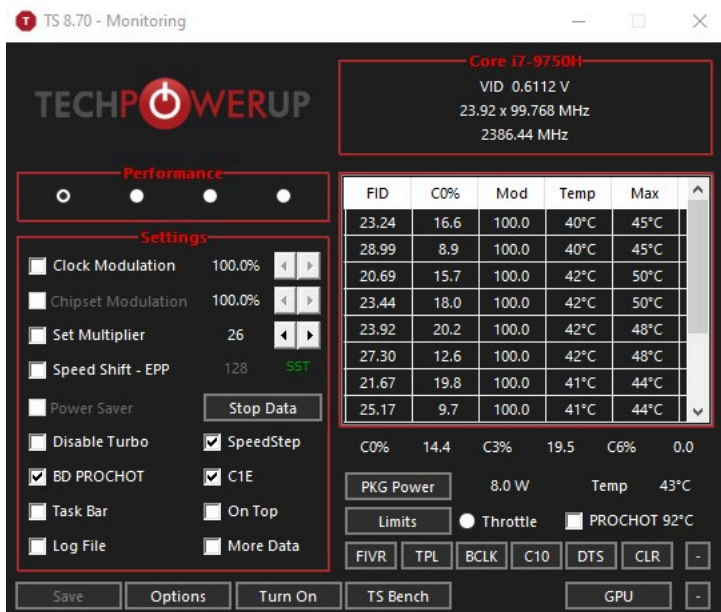 TS 8.70 - Monitoring
TECHPOWERUP
Core i7-9750H
VID 0.6112 V
23.92 x 99.768 MHz
2386.44 MHz
Performance
Settings
Clock Modulation 100.0%
Chipset Modulation 100.0%
Set Multiplier 26
Speed Shift - EPP 128 SST
Power Saver Stop Data
Disable Turbo SpeedStep
BD PROCHOT C1E
Task Bar On Top
Log File More Data
FID C0% Mod Temp Max
23.24 16.6 100.0 40°C 45°C
28.99 8.9 100.0 40°C 45°C
20.69 15.7 100.0 42°C 50°C
23.44 18.0 100.0 42°C 50°C
23.92 20.2 100.0 42°C 48°C
27.30 12.6 100.0 42°C 48°C
21.67 19.8 100.0 41°C 44°C
25.17 9.7 100.0 41°C 44°C
C0% 14.4 C3% 19.5 C6% 0.0
PKG Power 8.0 W Temp 43°C
Limits Throttle PROCHOT 92°C
FIVR TPL BCLK C10 DTS CLR -
Save Options Turn On TS Bench GPU -